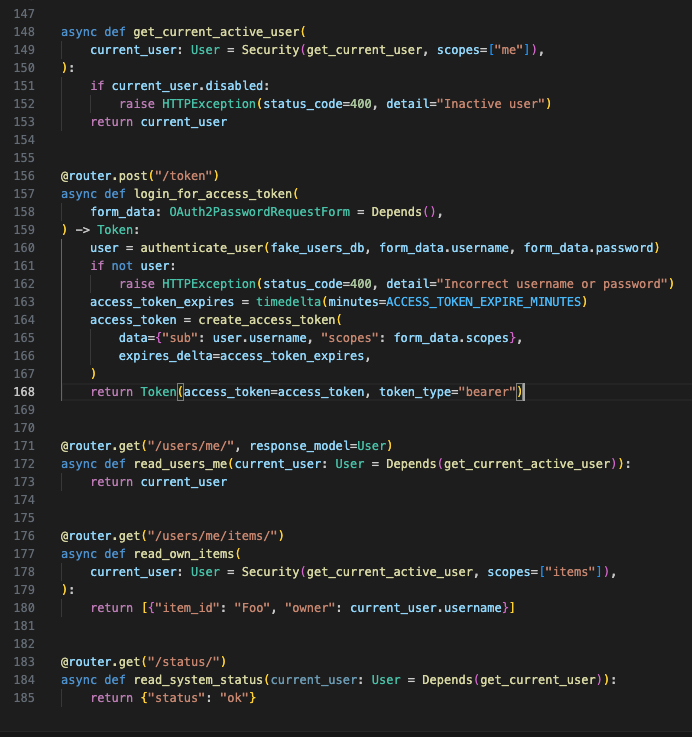 147
148 async def get_current_active_user(
149     current_user: User = Security(get_current_user, scopes=["me"]),
150 ):
151     if current_user.disabled:
152         raise HTTPException(status_code=400, detail="Inactive user")
153     return current_user
154
155
156 @router.post("/token")
157 async def login_for_access_token(
158     form_data: OAuth2PasswordRequestForm = Depends(),
159 ) -> Token:
160     user = authenticate_user(fake_users_db, form_data.username, form_data.password)
161     if not user:
162         raise HTTPException(status_code=400, detail="Incorrect username or password")
163     access_token_expires = timedelta(minutes=ACCESS_TOKEN_EXPIRE_MINUTES)
164     access_token = create_access_token(
165         data={"sub": user.username, "scopes": form_data.scopes},
166         expires_delta=access_token_expires,
167     )
168     return Token(access_token=access_token, token_type="bearer")
169
170
171 @router.get("/users/me/", response_model=User)
172 async def read_users_me(current_user: User = Depends(get_current_active_user)):
173     return current_user
174
175
176 @router.get("/users/me/items/")
177 async def read_own_items(
178     current_user: User = Security(get_current_active_user, scopes=["items"]),
179 ):
180     return [{"item_id": "Foo", "owner": current_user.username}]
181
182
183 @router.get("/status/")
184 async def read_system_status(current_user: User = Depends(get_current_user)):
185     return {"status": "ok"}